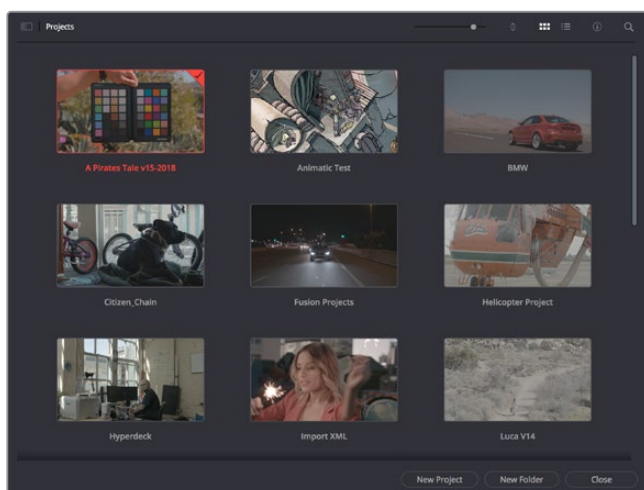 Projects
A Pirates Tale v15-2018
Animatic Test
BMW
Citizen_Chain
Fusion Projects
Helicopter Project
Hyperdeck
Import XML
Luca V14
New Project
New Folder
Close